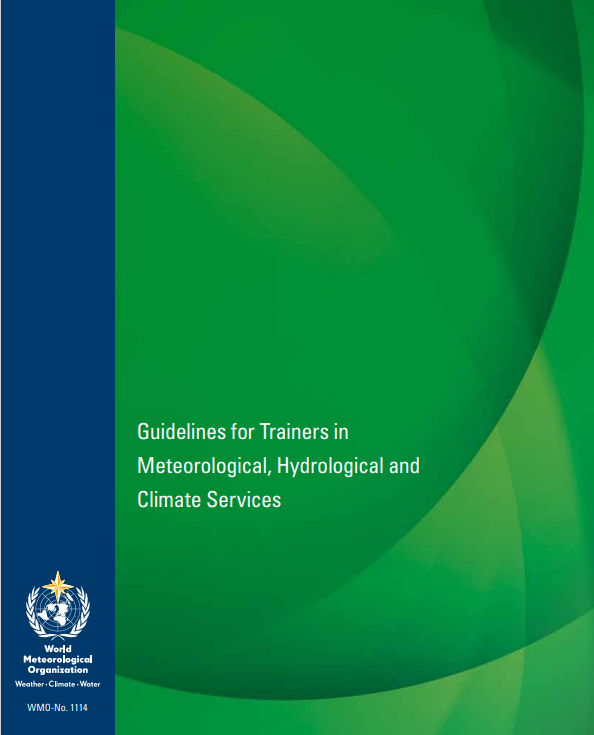 Guidelines for Trainers in
Meteorological, Hydrological and
Climate Services
World
Meteorological
Organization
Weather · Climate · Water
WMO-No. 1114